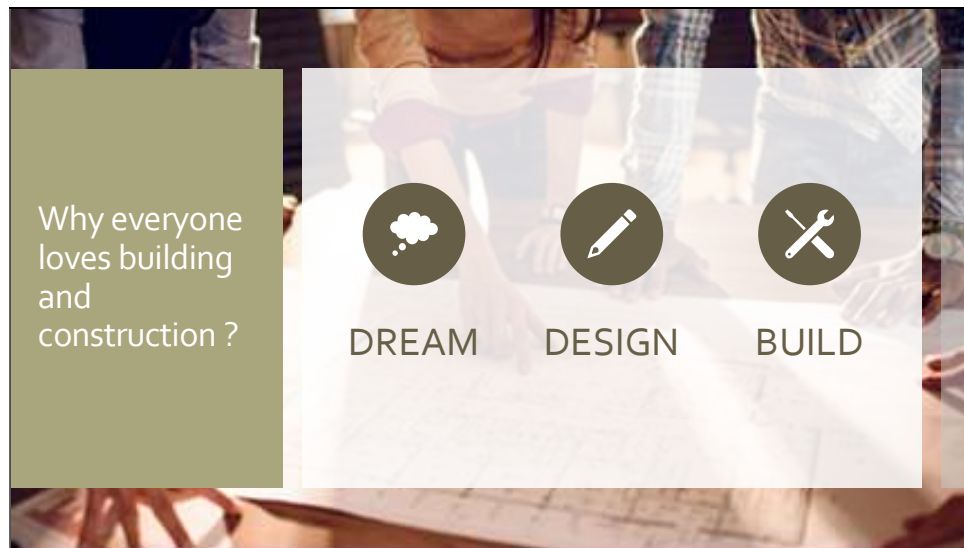 Why everyone
loves building
and
construction ?
DREAM
DESIGN
BUILD